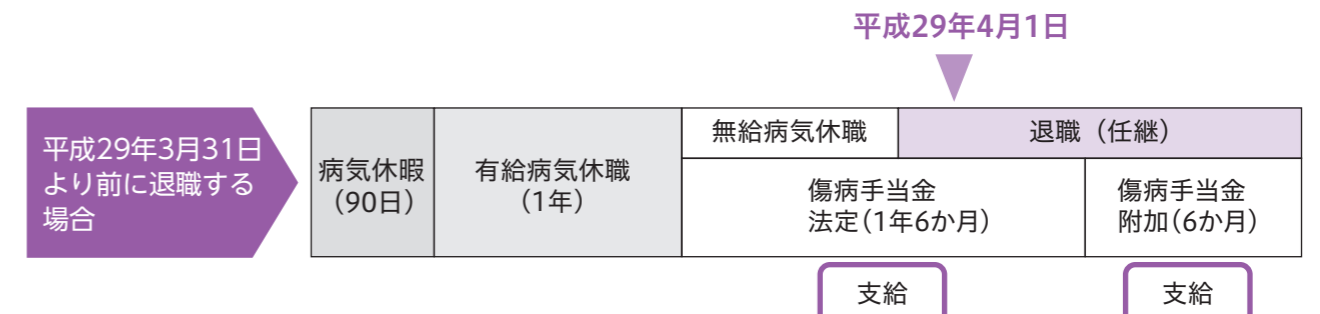 平成29年4月1日
平成29年3月31日
より前に退職する
場合
病気休暇
（90日）
有給病気休職
（1年）
無給病気休職
退職（任継）
傷病手当金
法定（1年6か月）
傷病手当金
附加（6か月）
支給
支給